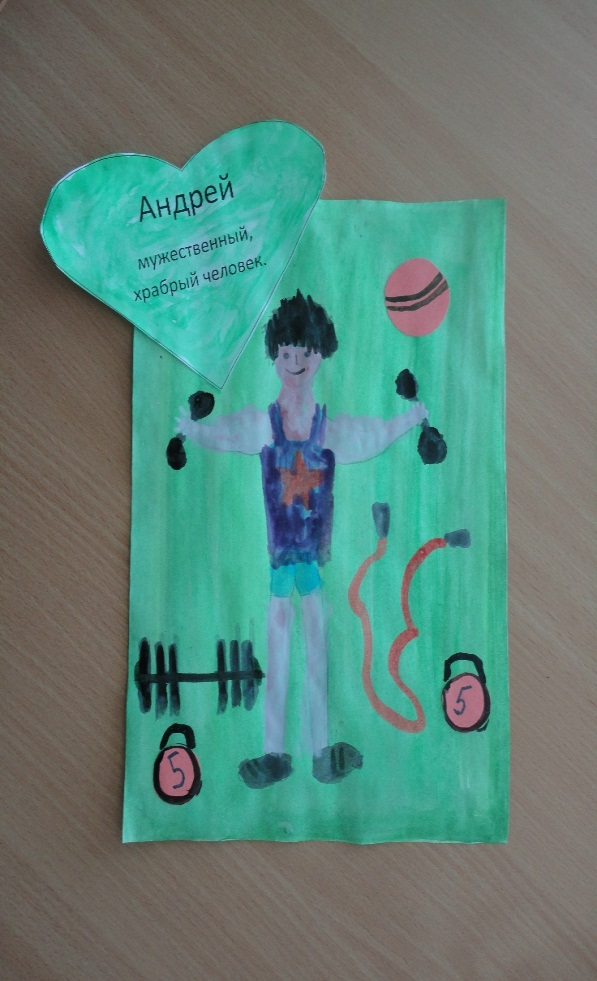 Андрей
мужественный,
храбрый человек.
5
5